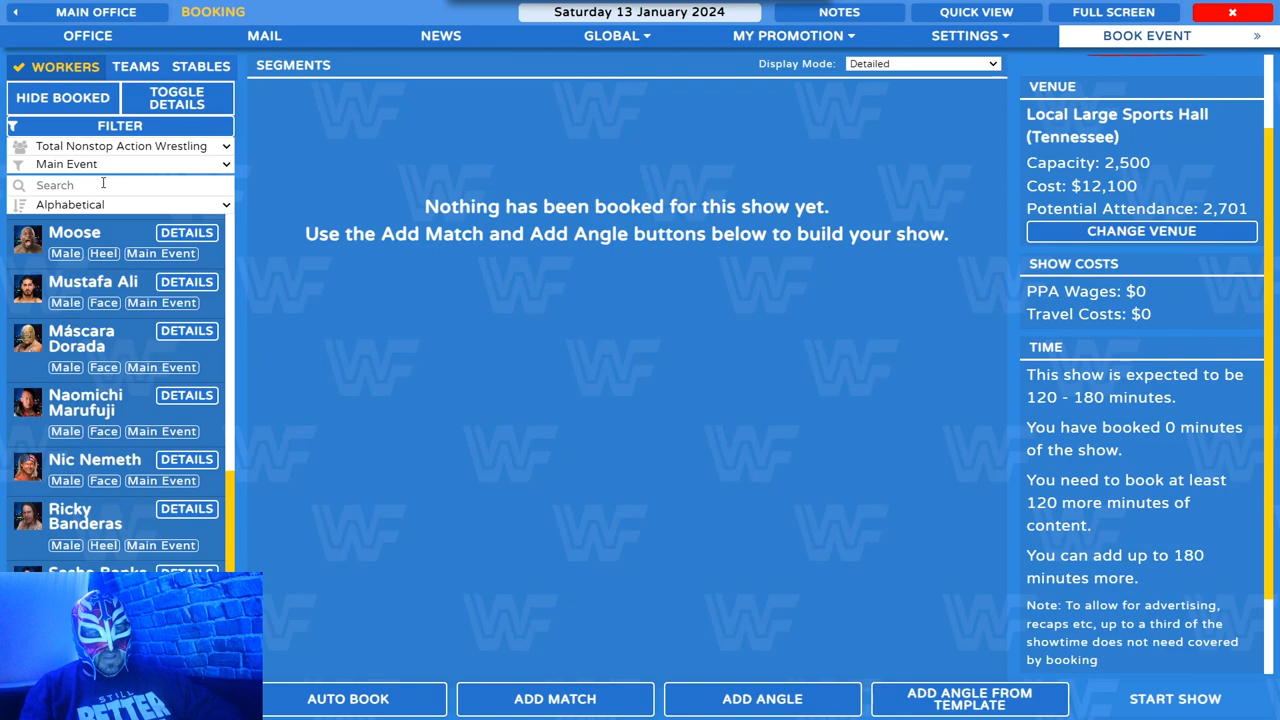 MAIN OFFICE
BOOKING
Saturday 13 January 2024
NOTES
QUICK VIEW
FULL SCREEN
OFFICE
MAIL
NEWS
GLOBAL
MY PROMOTION
SETTINGS
BOOK EVENT
»
WORKERS
TEAMS
STABLES
HIDE BOOKED
TOGGLE DETAILS
FILTER
Total Nonstop Action Wrestling
Main Event
Search
Alphabetical
Moose
DETAILS
Male
Heel
Main Event
Mustafa Ali
DETAILS
Male
Face
Main Event
Máscara Dorada
DETAILS
Male
Face
Main Event
Naomichi Marufuji
DETAILS
Male
Face
Main Event
Nic Nemeth
DETAILS
Male
Face
Main Event
Ricky Banderas
DETAILS
Male
Heel
Main Event
SEGMENTS
Display Mode:
Detailed
Nothing has been booked for this show yet.
Use the Add Match and Add Angle buttons below to build your show.
VENUE
Local Large Sports Hall
(Tennessee)
Capacity: 2,500
Cost: $12,100
Potential Attendance: 2,701
CHANGE VENUE
SHOW COSTS
PPA Wages: $0
Travel Costs: $0
TIME
This show is expected to be
120 - 180 minutes.
You have booked 0 minutes
of the show.
You need to book at least
120 more minutes of
content.
You can add up to 180
minutes more.
Note: To allow for advertising,
recaps etc, up to a third of the
showtime does not need covered
by booking
STILL
BETTER
AUTO BOOK
ADD MATCH
ADD ANGLE
ADD ANGLE FROM
TEMPLATE
START SHOW